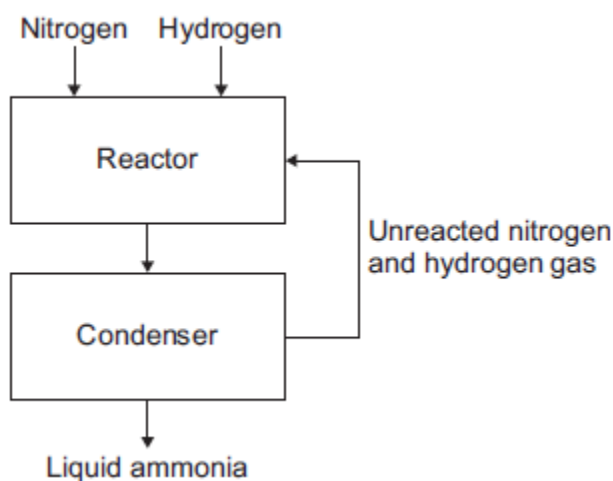 Nitrogen Hydrogen
Reactor
Unreacted nitrogen
and hydrogen gas
Condenser
Liquid ammonia